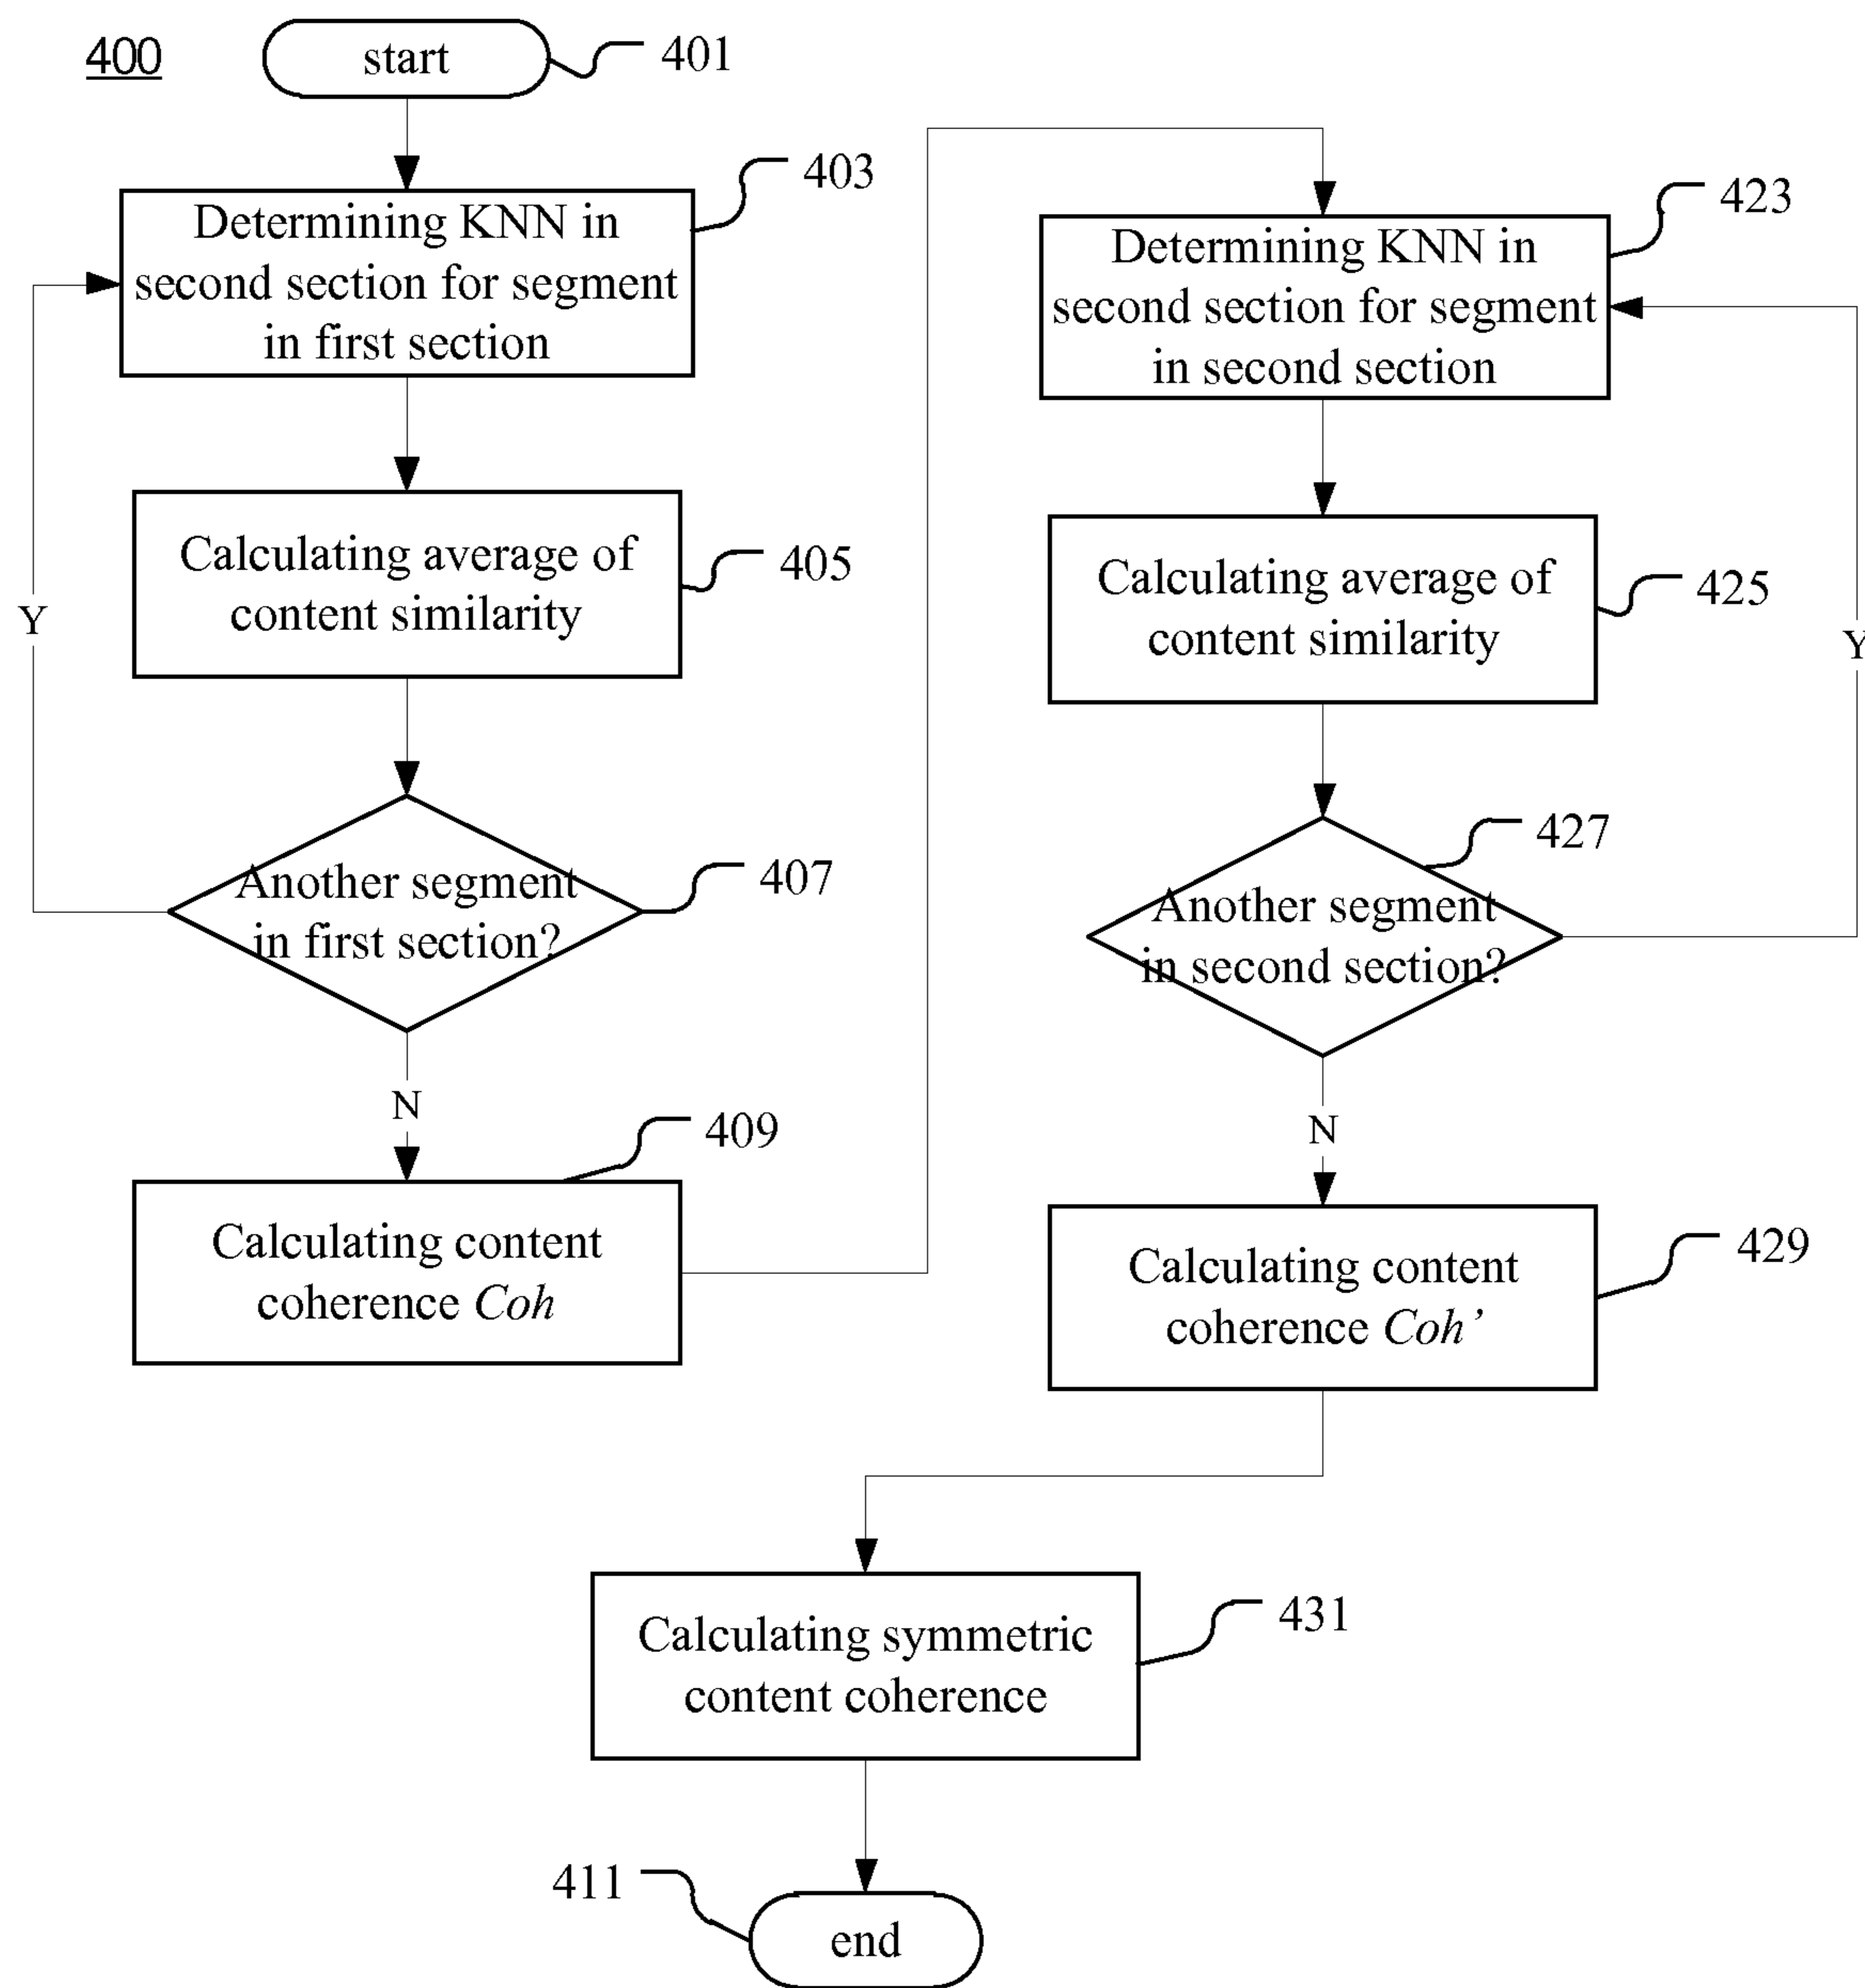 400
start
401
Determining KNN in
second section for segment
in first section
403
Calculating average of
content similarity
405
Another segment
in first section?
407
Y
N
Calculating content
coherence Coh
409
Determining KNN in
second section for segment
in second section
423
Calculating average of
content similarity
425
Another segment
in second section?
427
Y
N
Calculating content
coherence Coh’
429
Calculating symmetric
content coherence
431
end
411